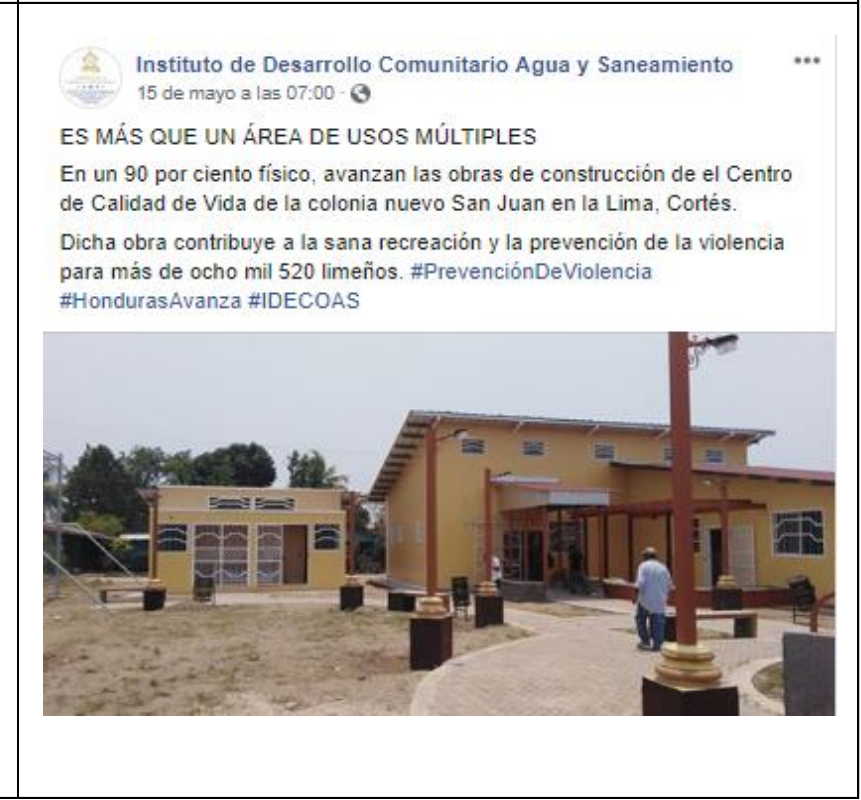 Instituto de Desarrollo Comunitario Agua y Saneamiento
15 de mayo a las 07:00 ·
ES MÁS QUE UN ÁREA DE USOS MÚLTIPLES
En un 90 por ciento físico, avanzan las obras de construcción de el Centro
de Calidad de Vida de la colonia nuevo San Juan en la Lima, Cortés.
Dicha obra contribuye a la sana recreación y la prevención de la violencia
para más de ocho mil 520 limeños. #PrevenciónDeViolencia
#HondurasAvanza #IDECOAS